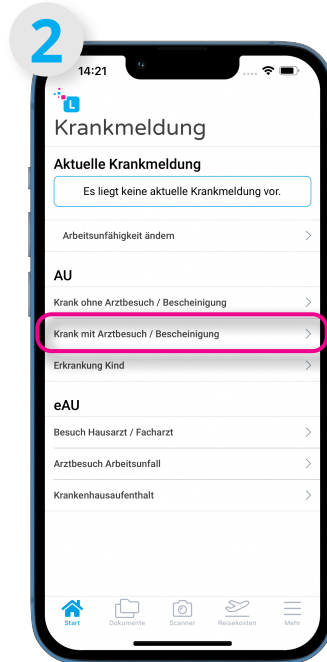 2
14:21
L
Krankmeldung
Aktuelle Krankmeldung
Es liegt keine aktuelle Krankmeldung vor.
Arbeitsunfähigkeit ändern
AU
Krank ohne Arztbesuch / Bescheinigung
Krank mit Arztbesuch / Bescheinigung
Erkrankung Kind
eAU
Besuch Hausarzt / Facharzt
Arztbesuch Arbeitsunfall
Krankenhausaufenthalt
Start Dokumente Scanner Reisekosten Mehr